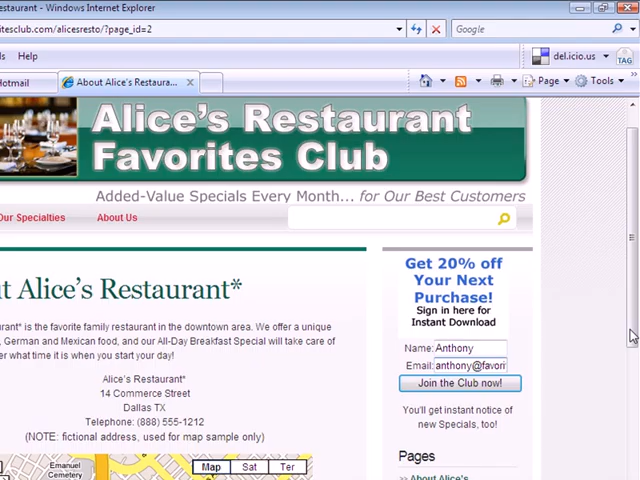 estaurant - Windows Internet Explorer
itesclub.com/alicesresto/?page_id=2
Google
Help
del.icio.us
TAG
Hotmail
About Alice's Restaura...
Page
Tools
Alice's Restaurant
Favorites Club
Added-Value Specials Every Month... for Our Best Customers
Our Specialties
About Us
ut Alice's Restaurant*
urant* is the favorite family restaurant in the downtown area. We offer a unique
, German and Mexican food, and our All-Day Breakfast Special will take care of
er what time it is when you start your day!
Alice's Restaurant*
14 Commerce Street
Dallas TX
Telephone: (888) 555-1212
(NOTE: fictional address, used for map sample only)
Emanuel
Cemetery
Map
Sat
Ter
Get 20% off
Your Next
Purchase!
Sign in here for
Instant Download
Name: Anthony
Email: anthony@favori
Join the Club now!
You'll get instant notice of
new Specials, too!
Pages
>> About Alice's